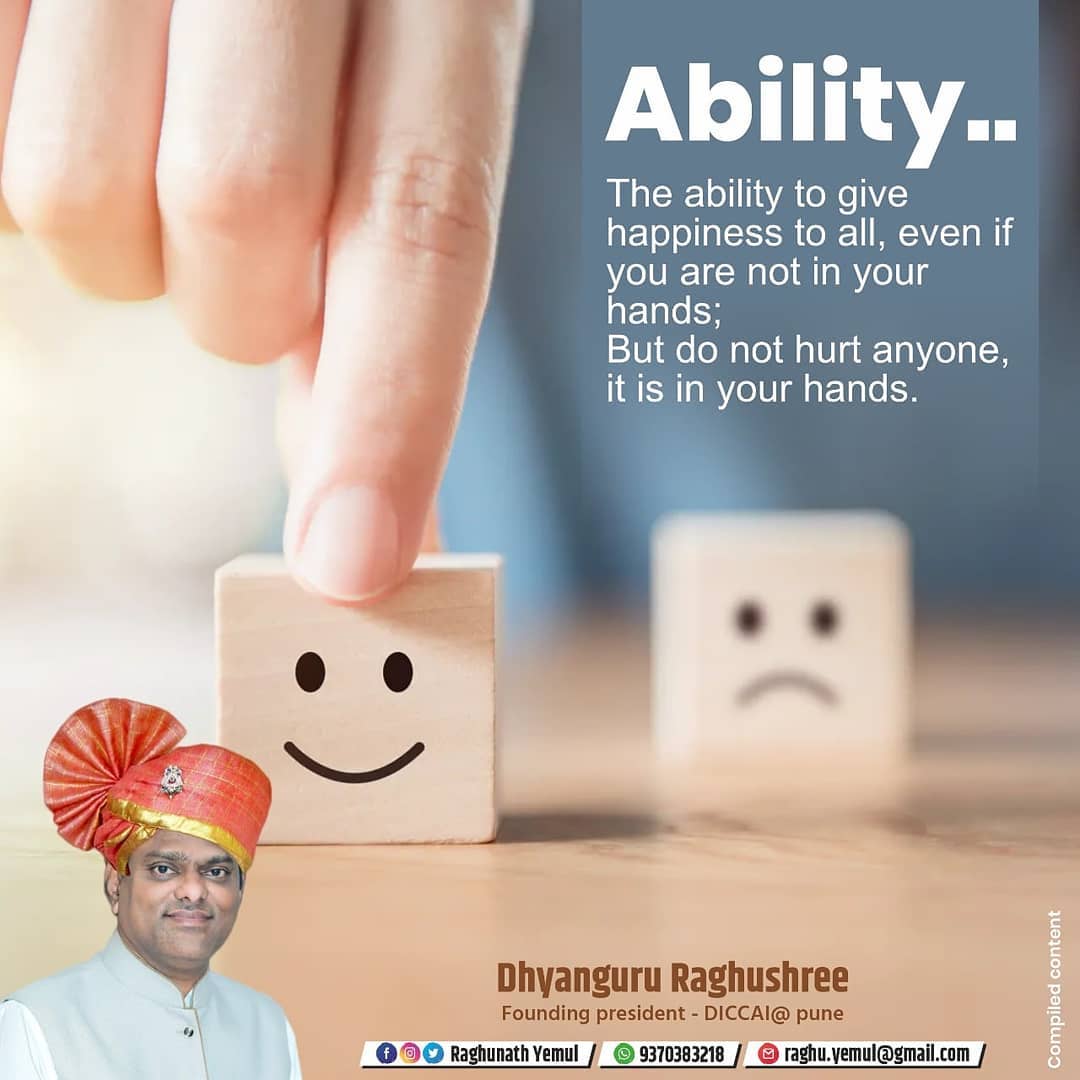 Ability..
The ability to give
happiness to all, even if
you are not in your
hands;
But do not hurt anyone,
it is in your hands.
Dhyanguru Raghushree
Founding president - DICCAI@ pune
Raghunath Yemul
9370383218
raghu.yemul@gmail.com
Compiled content